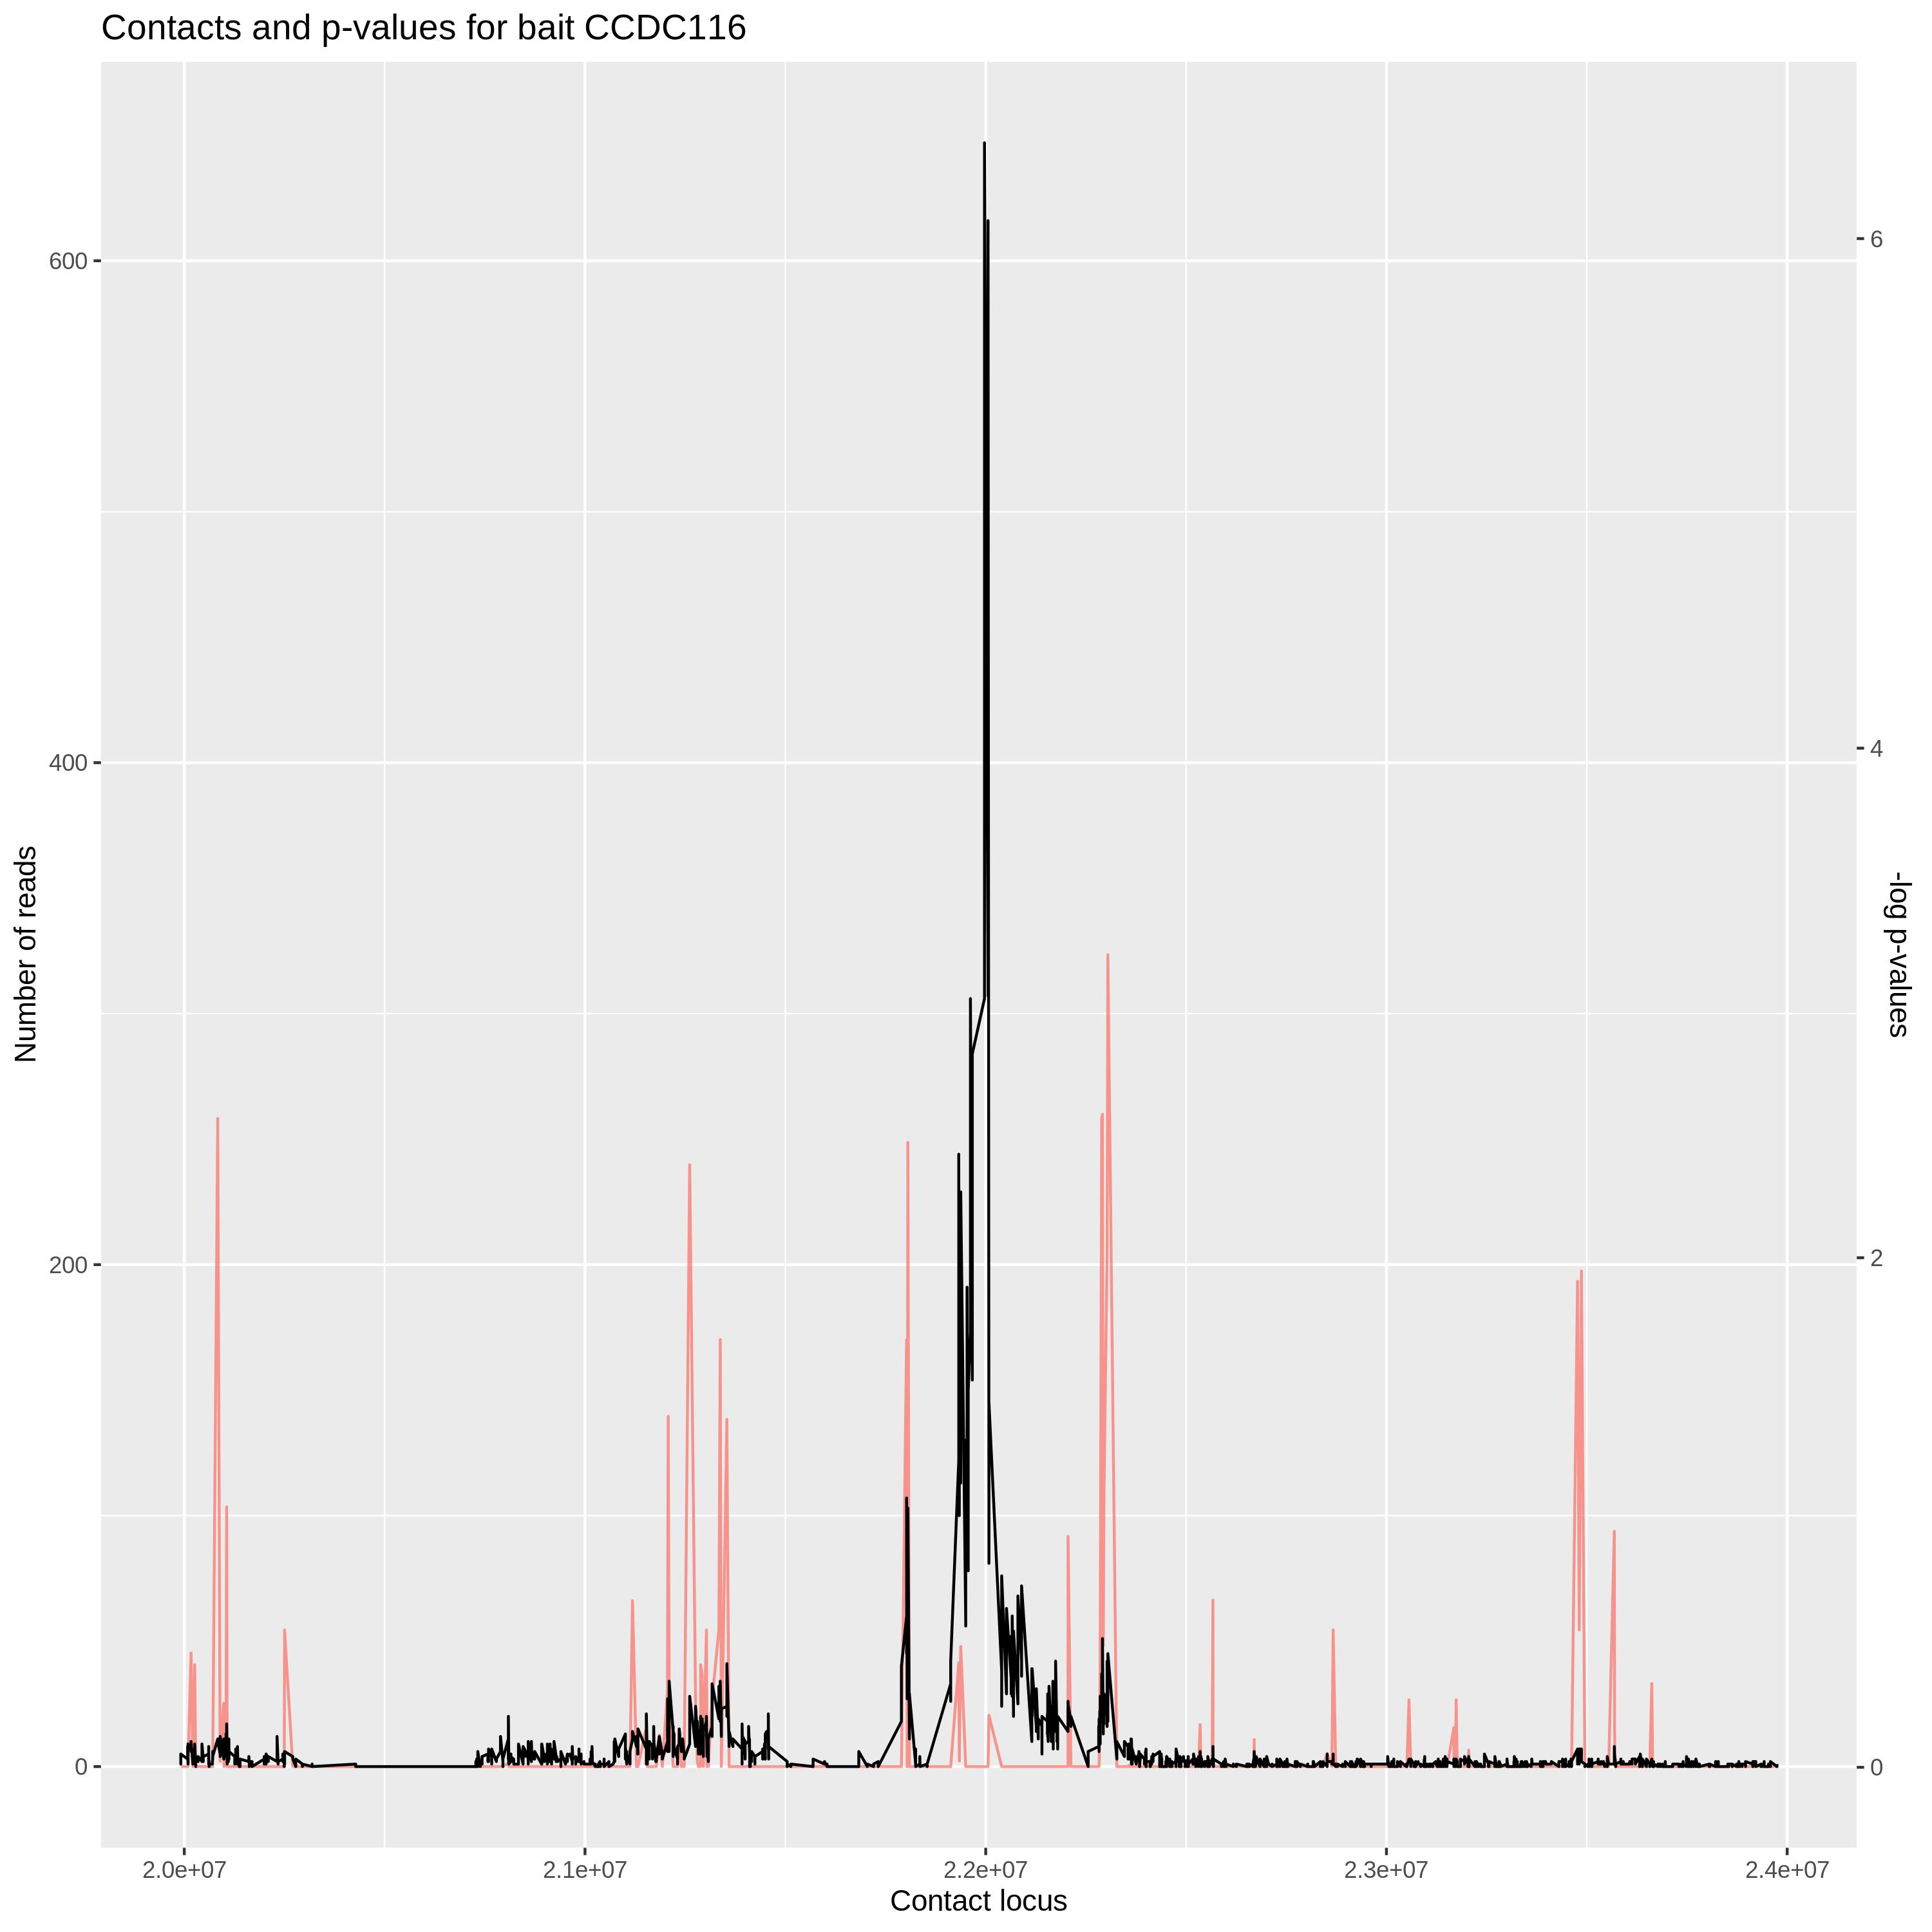 Contacts and p-values for bait CCDC116
600
400
200
0
Number of reads
6
4
2
0
-log p-values
2.0e+07
2.1e+07
2.2e+07
2.3e+07
2.4e+07
Contact locus